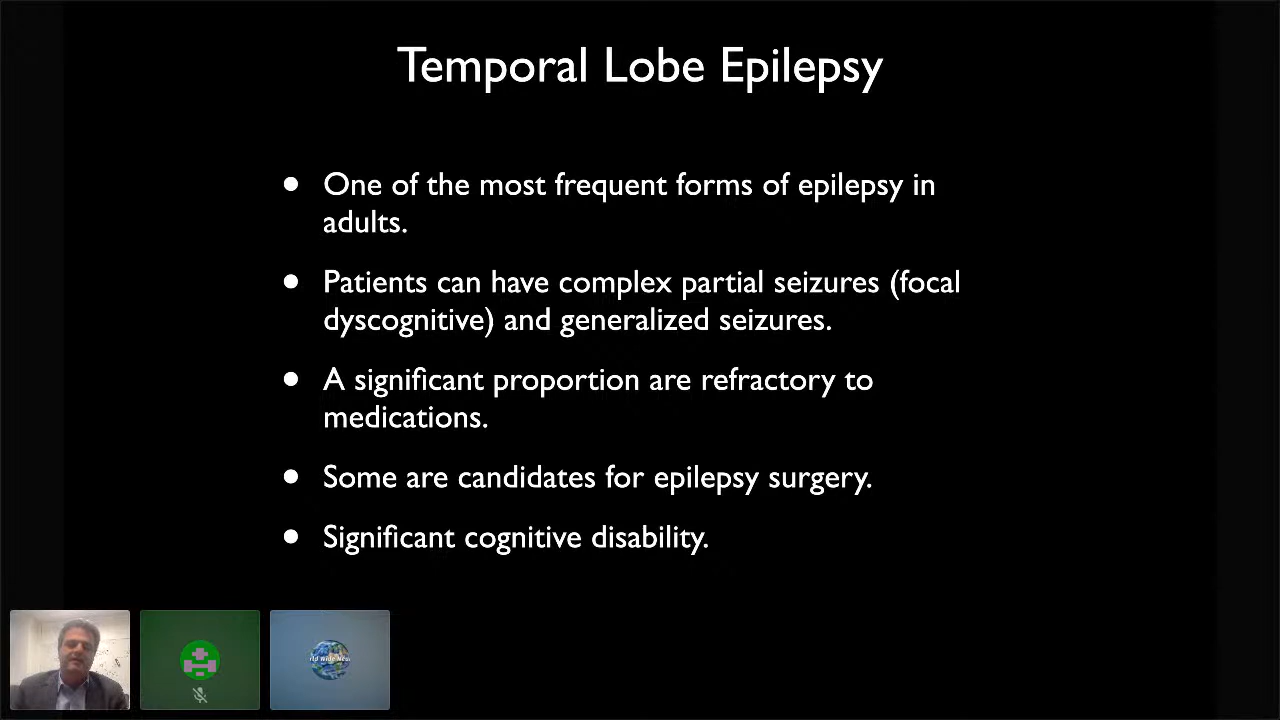 Temporal Lobe Epilepsy
• One of the most frequent forms of epilepsy in
adults.
• Patients can have complex partial seizures (focal
dyscognitive) and generalized seizures.
• A significant proportion are refractory to
medications.
• Some are candidates for epilepsy surgery.
• Significant cognitive disability.